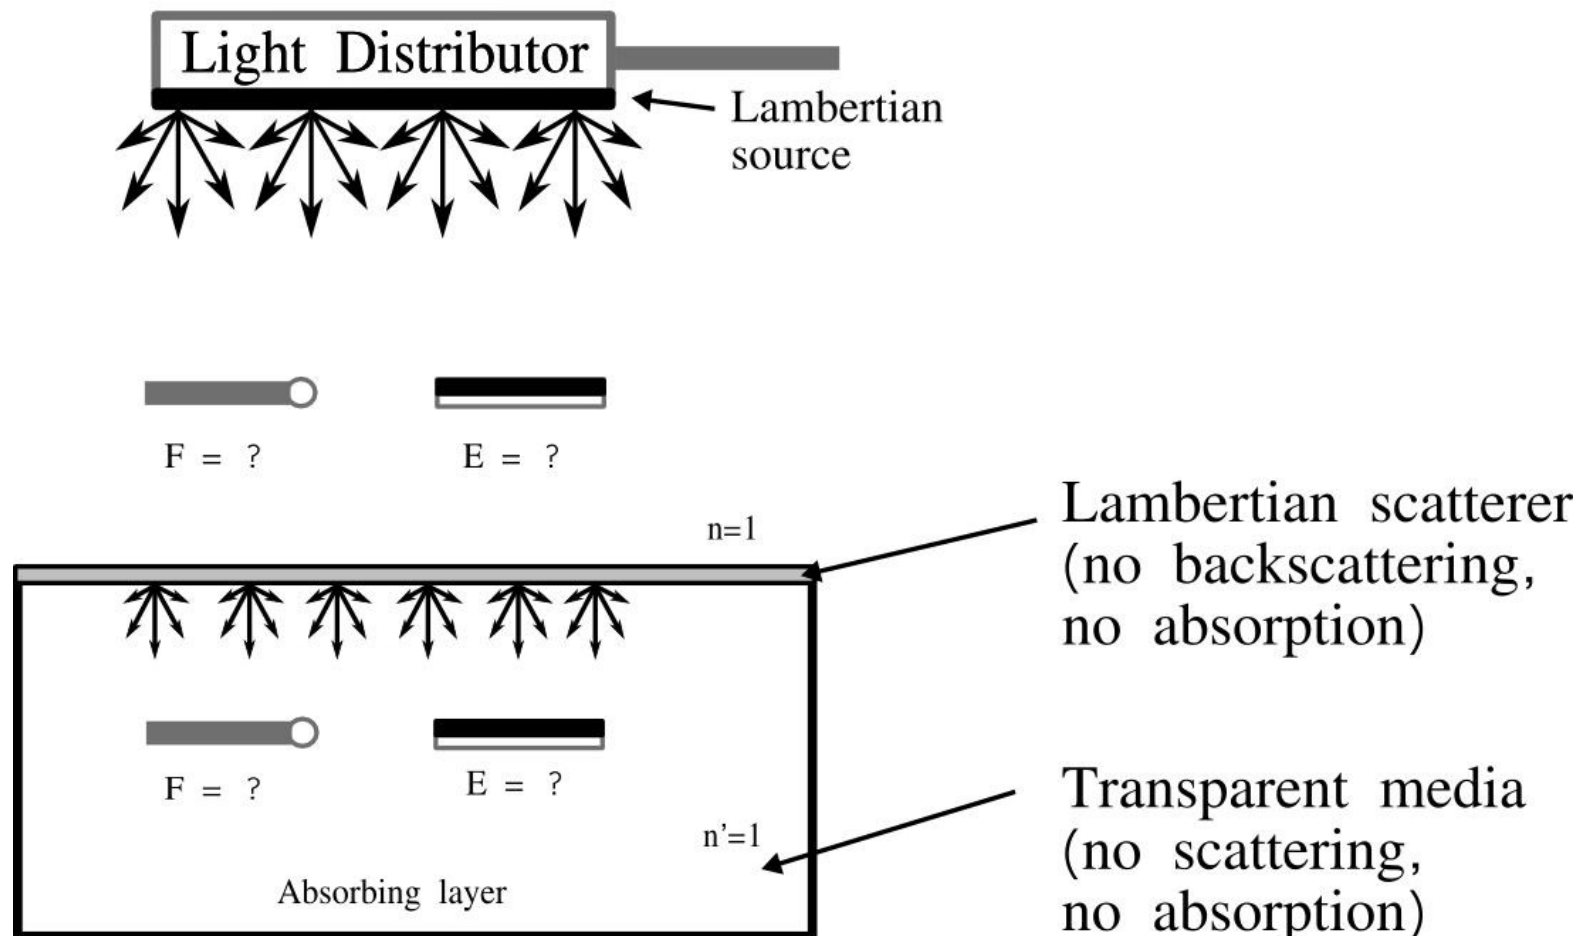 Light Distributor
Lambertian
source
F = ?
E = ?
n=1
Lambertian scatterer
(no backscattering,
no absorption)
F = ?
E = ?
n'=1
Transparent media
(no scattering,
no absorption)
Absorbing layer